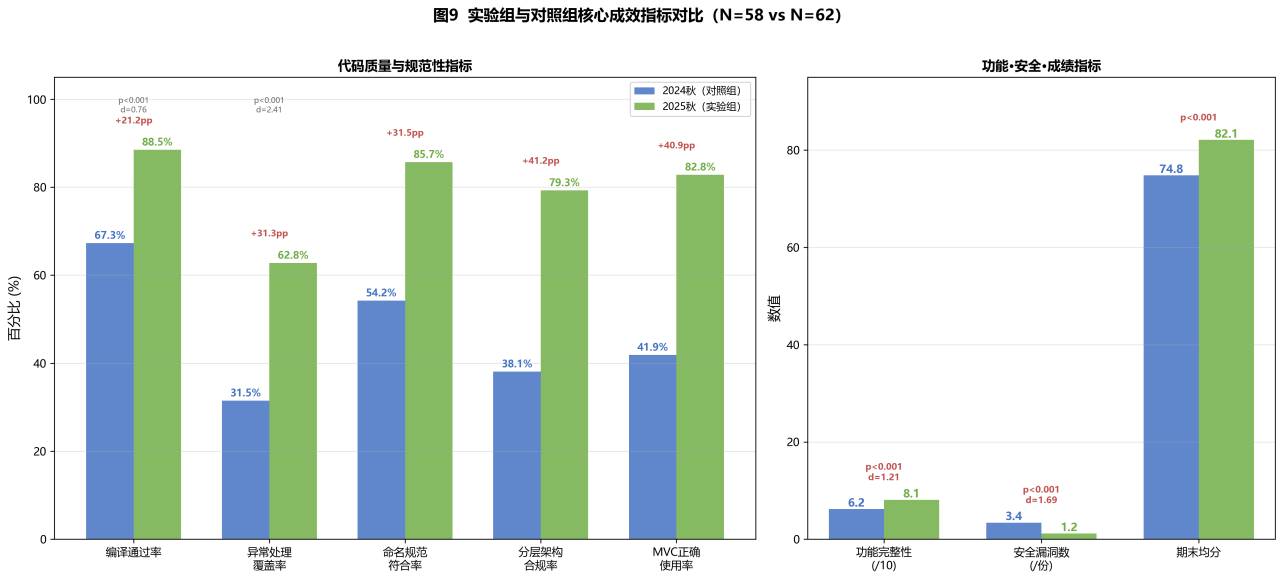 图9  实验组与对照组核心成效指标对比（N=58 vs N=62）
代码质量与规范性指标
百分比 (%)
100
80
60
40
20
0
2024秋（对照组）
2025秋（实验组）
p<0.001
d=0.76
+21.2pp
88.5%
67.3%
p<0.001
d=2.41
+31.3pp
62.8%
31.5%
+31.5pp
85.7%
54.2%
+41.2pp
79.3%
38.1%
+40.9pp
82.8%
41.9%
编译通过率
异常处理
覆盖率
命名规范
符合率
分层架构
合规率
MVC正确
使用率
功能•安全•成绩指标
数值
80
60
40
20
0
p<0.001
d=1.21
6.2
8.1
p<0.001
d=1.69
3.4
1.2
p<0.001
74.8
82.1
功能完整性
(/10)
安全漏洞数
(/份)
期末均分